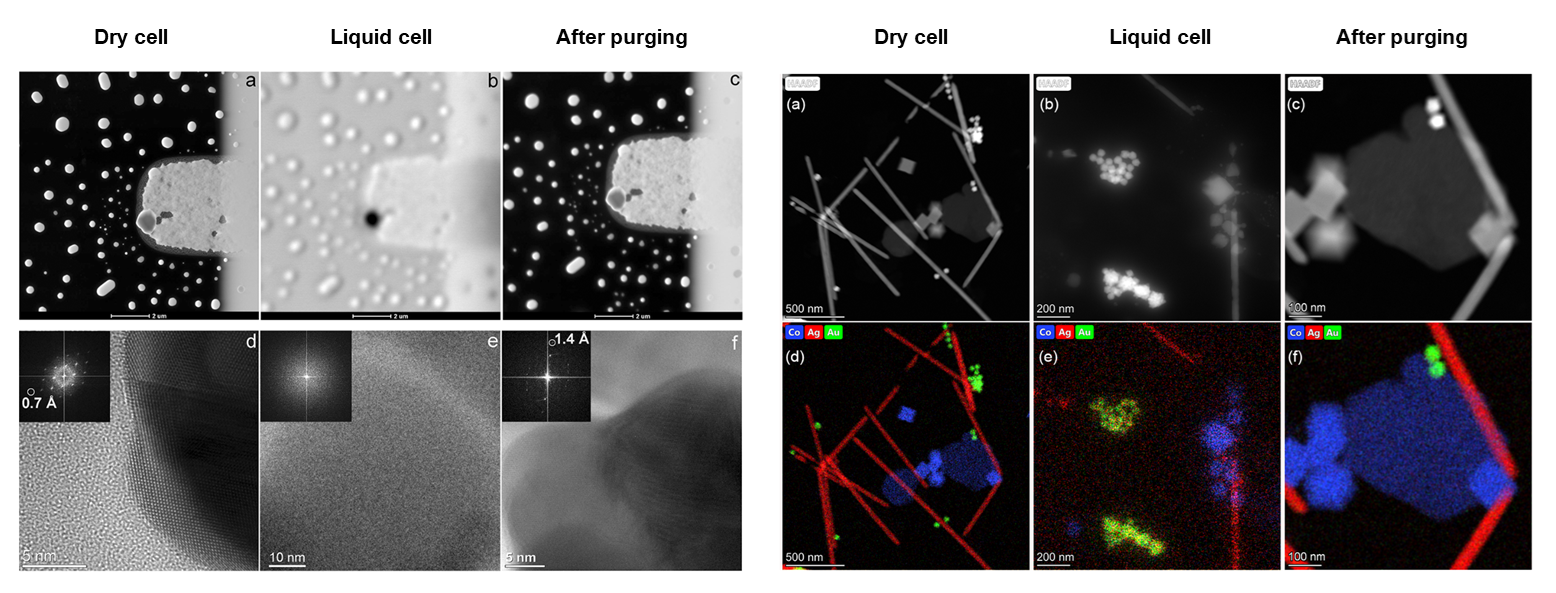 Dry cell
Liquid cell
After purging
Dry cell
Liquid cell
After purging
a
2 um
b
2 um
c
2 um
HAADF
(a)
500 nm
HAADF
(b)
200 nm
HAADF
(c)
100 nm
d
0.7 Å
5 nm
e
10 nm
f
1.4 Å
5 nm
Co Ag Au
(d)
500 nm
Co Ag Au
(e)
200 nm
Co Ag Au
(f)
100 nm